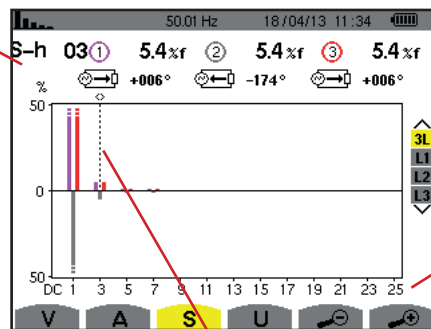 50.01 Hz 18/04/13 11:34
S-h 03 1 5.4%f 2 5.4%f 3 5.4%f
+006° -174° +006°
%
50
0
50
3L
L1
L2
L3
DC 1 3 5 7 9 11 13 15 17 19 21 23 25
V A S U